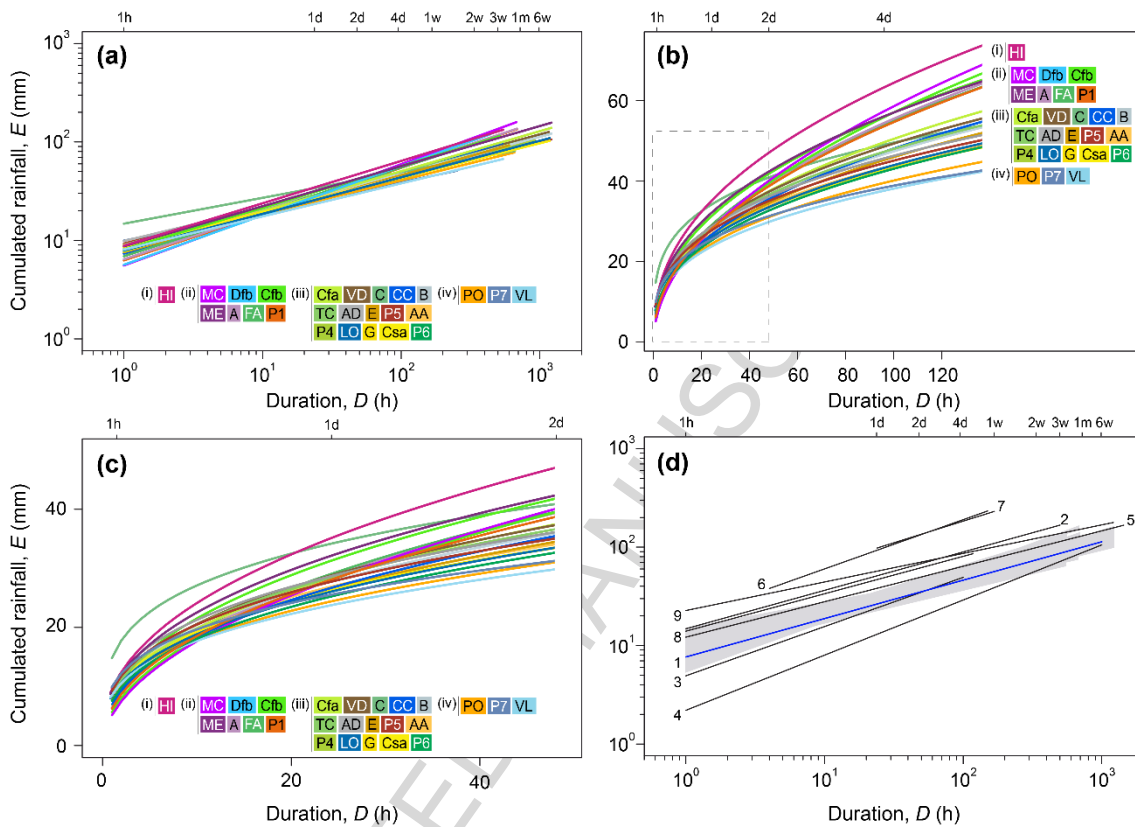 1h 1d 2d 4d 1w 2w 3w 1m 6w
(a)
10³
10²
10¹
10⁰
Cumulated rainfall, E (mm)
(i) HI (ii) MC Dfb Cfb (iii) Cfa VD C CC B (iv) PO P7 VL
ME A FA P1 TC AD E P5 AA
P4 LO G Csa P6
10⁰ 10¹ 10² 10³
Duration, D (h)
1h 1d 2d 4d
(b)
60
40
20
0
(i) HI
(ii) MC Dfb Cfb
ME A FA P1
(iii) Cfa VD C CC B
TC AD E P5 AA
P4 LO G Csa P6
(iv) PO P7 VL
0 20 40 60 80 100 120
Duration, D (h)
1h 1d 2d
(c)
40
20
0
Cumulated rainfall, E (mm)
(i) HI (ii) MC Dfb Cfb (iii) Cfa VD C CC B (iv) PO P7 VL
ME A FA P1 TC AD E P5 AA
P4 LO G Csa P6
0 20 40
Duration, D (h)
1h 1d 2d 4d 1w 2w 3w 1m 6w
(d)
10³
10²
10¹
10⁰
7
2
5
6
9
8
1
3
4
10⁰ 10¹ 10² 10³
Duration, D (h)